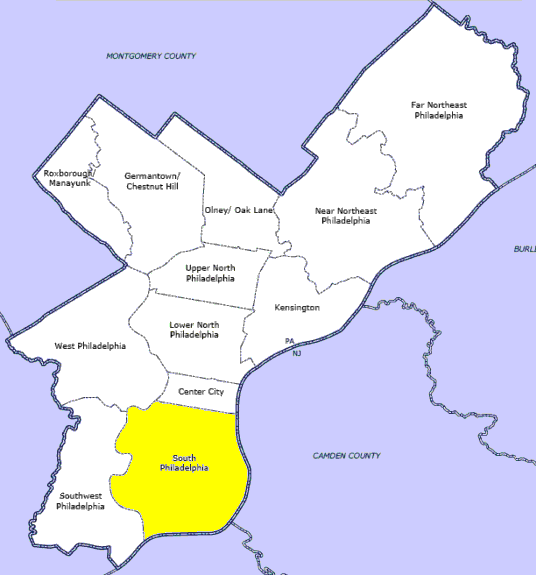 MONTGOMERY COUNTY
Far Northeast
Philadelphia
Roxborough/
Manayunk
Germantown/
Chestnut Hill
Olney/ Oak Lane
Near Northeast
Philadelphia
BURL
Upper North
Philadelphia
Kensington
Lower North
Philadelphia
West Philadelphia
PA
NJ
Center City
CAMDEN COUNTY
South
Philadelphia
Southwest
Philadelphia